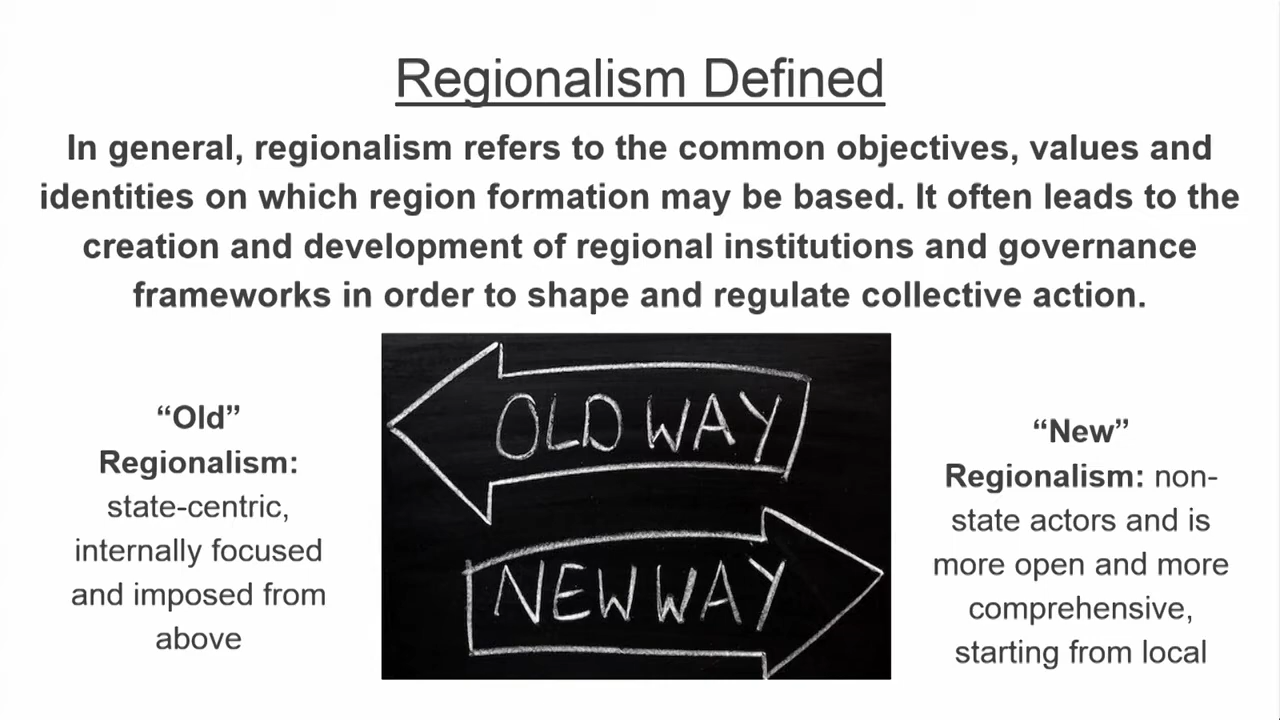 Regionalism Defined
In general, regionalism refers to the common objectives, values and
identities on which region formation may be based. It often leads to the
creation and development of regional institutions and governance
frameworks in order to shape and regulate collective action.
“Old”
Regionalism:
state-centric,
internally focused
and imposed from
above
OLD WAY
NEW WAY
“New”
Regionalism: non-
state actors and is
more open and more
comprehensive,
starting from local